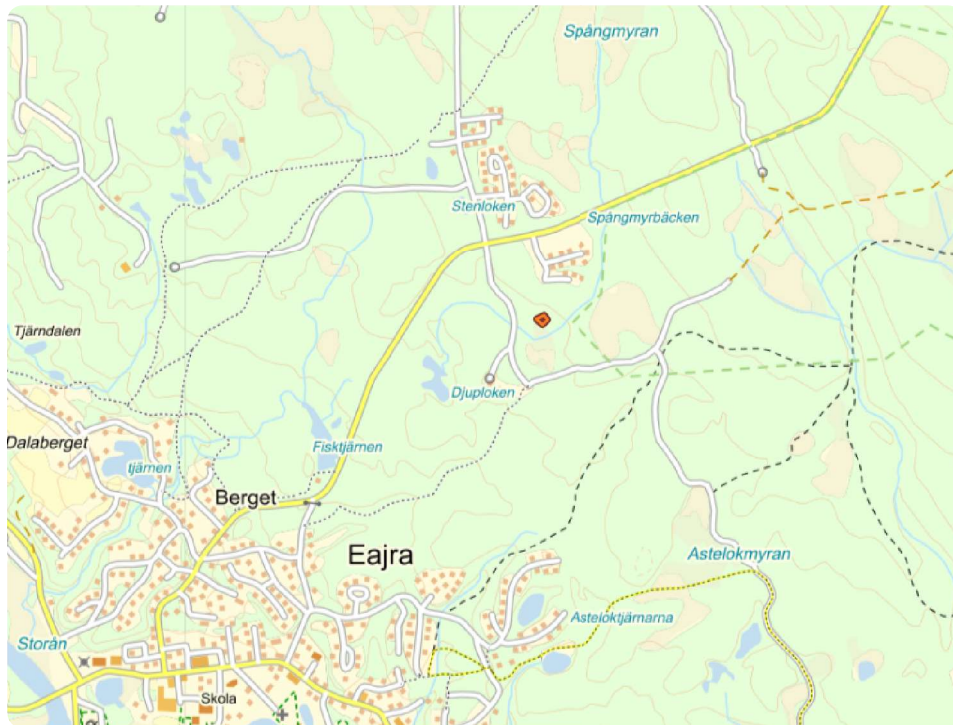 Spångmyran
Stenloken
Spångmyrbäcken
Tjärndalen
Djuploken
Dalaberget
tjärnen
Fisktjärnen
Berget
Eajra
Astelokmyran
Asteloktjärnarna
Storån
Skola